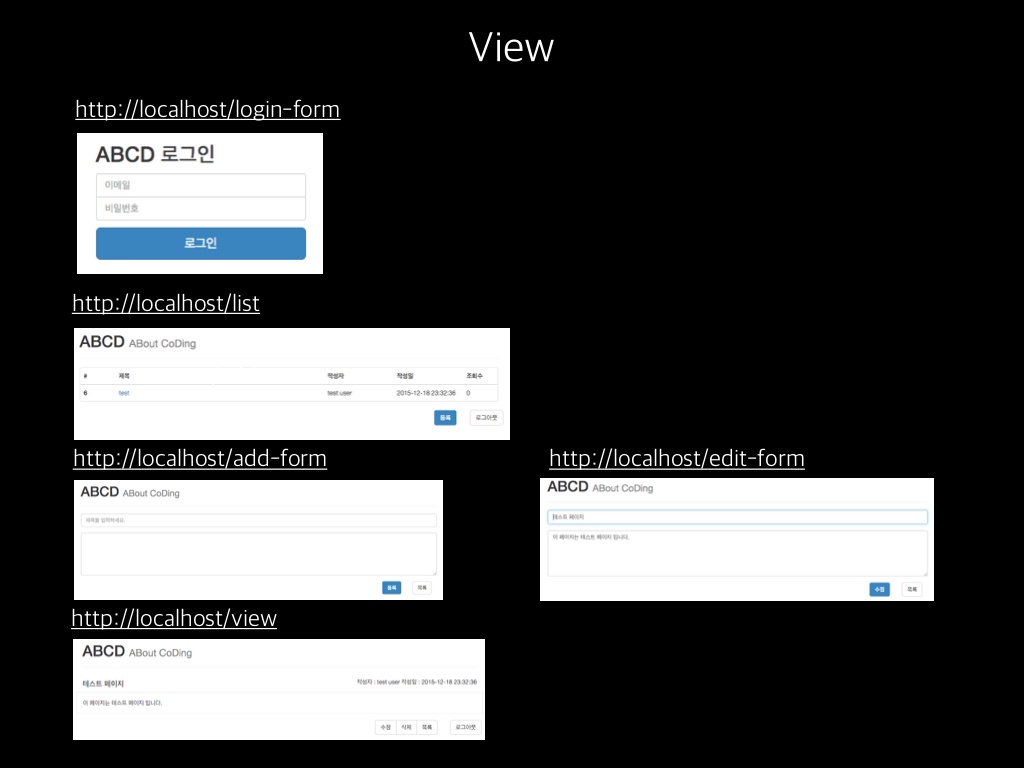 View
http://localhost/login-form
ABCD 로그인
이메일
비밀번호
로그인
http://localhost/list
ABCD ABout CoDing
# 제목 작성자 작성일 조회수
6 test test user 2015-12-18 23:32:36 0
등록 로그아웃
http://localhost/add-form
ABCD ABout CoDing
제목을 입력하세요
등록 목록
http://localhost/edit-form
ABCD ABout CoDing
테스트 페이지
이 페이지는 테스트 페이지 입니다.
수정 목록
http://localhost/view
ABCD ABout CoDing
테스트 페이지 작성자 : test user 작성일 : 2015-12-18 23:32:36
이 페이지는 테스트 페이지 입니다.
수정 삭제 목록 로그아웃